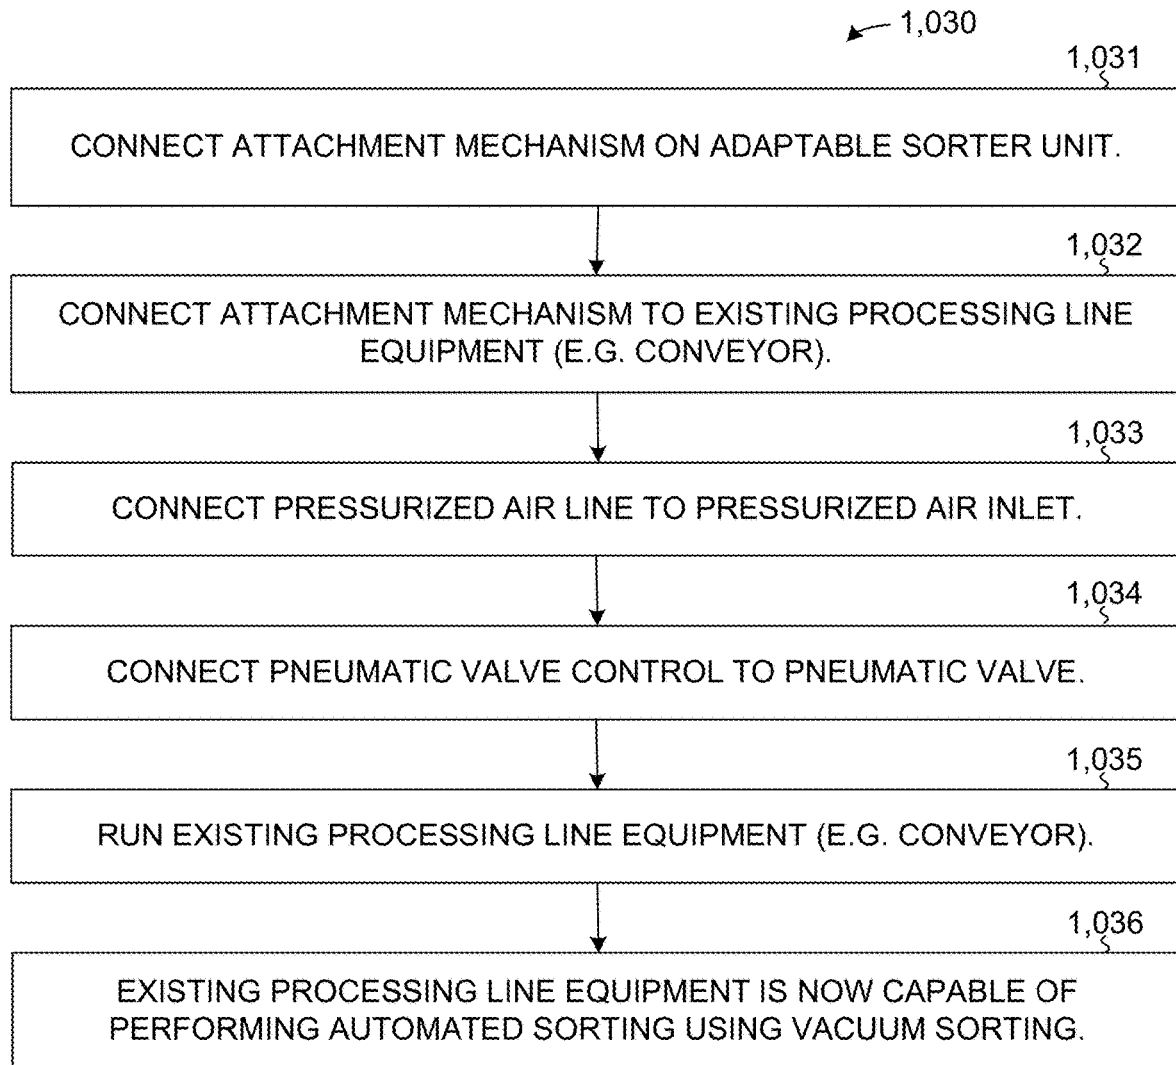 1,030
1,031
CONNECT ATTACHMENT MECHANISM ON ADAPTABLE SORTER UNIT.
1,032
CONNECT ATTACHMENT MECHANISM TO EXISTING PROCESSING LINE
EQUIPMENT (E.G. CONVEYOR).
1,033
CONNECT PRESSURIZED AIR LINE TO PRESSURIZED AIR INLET.
1,034
CONNECT PNEUMATIC VALVE CONTROL TO PNEUMATIC VALVE.
1,035
RUN EXISTING PROCESSING LINE EQUIPMENT (E.G. CONVEYOR).
1,036
EXISTING PROCESSING LINE EQUIPMENT IS NOW CAPABLE OF
PERFORMING AUTOMATED SORTING USING VACUUM SORTING.